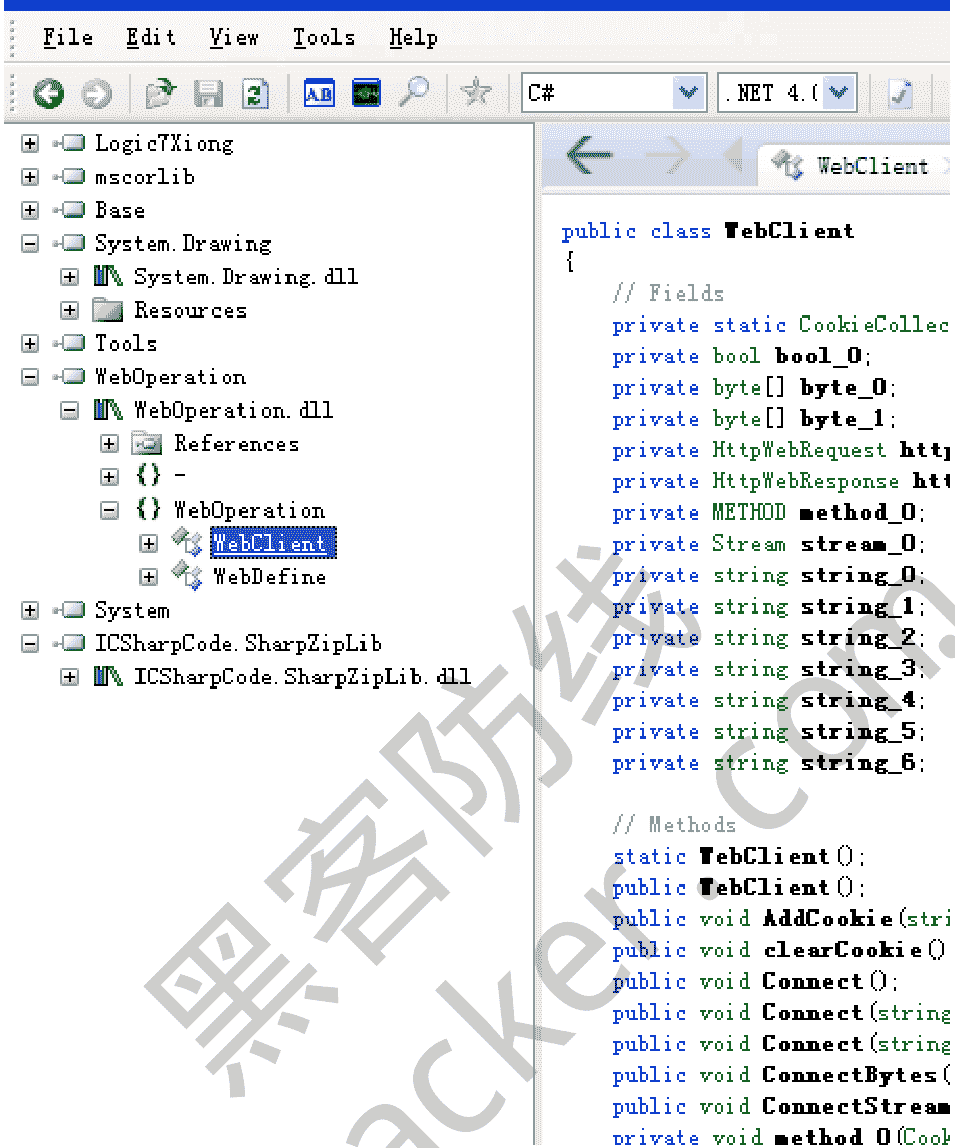 File Edit View Tools Help
C# .NET 4.(
Logic7Xiong
mscorlib
Base
System.Drawing
System.Drawing.dll
Resources
Tools
WebOperation
WebOperation.dll
References
{} -
{} WebOperation
WebClient
WebDefine
System
ICSharpCode.SharpZipLib
ICSharpCode.SharpZipLib.dll
WebClient
public class WebClient
{
// Fields
private static CookieCollec
private bool bool_0;
private byte[] byte_0;
private byte[] byte_1;
private HttpWebRequest http
private HttpWebResponse htt
private METHOD method_0;
private Stream stream_0;
private string string_0;
private string string_1;
private string string_2;
private string string_3;
private string string_4;
private string string_5;
private string string_6;
// Methods
static WebClient();
public WebClient();
public void AddCookie(stri
public void clearCookie()
public void Connect();
public void Connect(string
public void Connect(string
public void ConnectBytes(
public void ConnectStream
private void method_0(Cook
黑客防线
acker.com